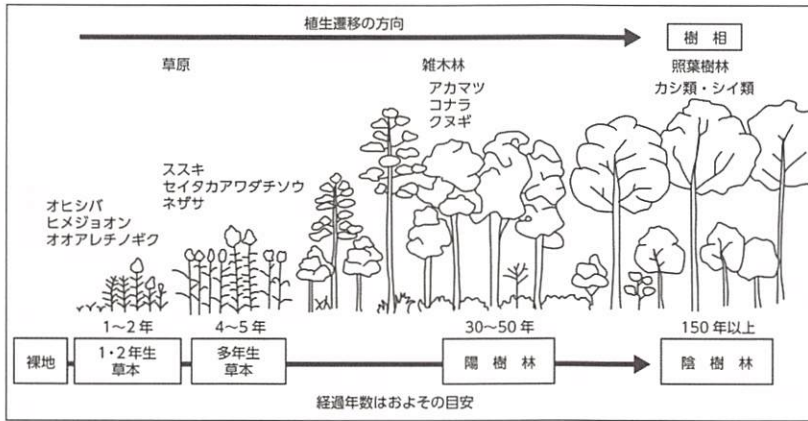 植生遷移の方向
樹相
草原
雑木林
照葉樹林
アカマツ
コナラ
クヌギ
カシ類・シイ類
ススキ
セイタカアワダチソウ
ネザサ
オヒシバ
ヒメジョオン
オオアレチノギク
1～2年
4～5年
30～50年
150年以上
裸地
1・2年生
草本
多年生
草本
陽樹林
陰樹林
経過年数はおよその目安